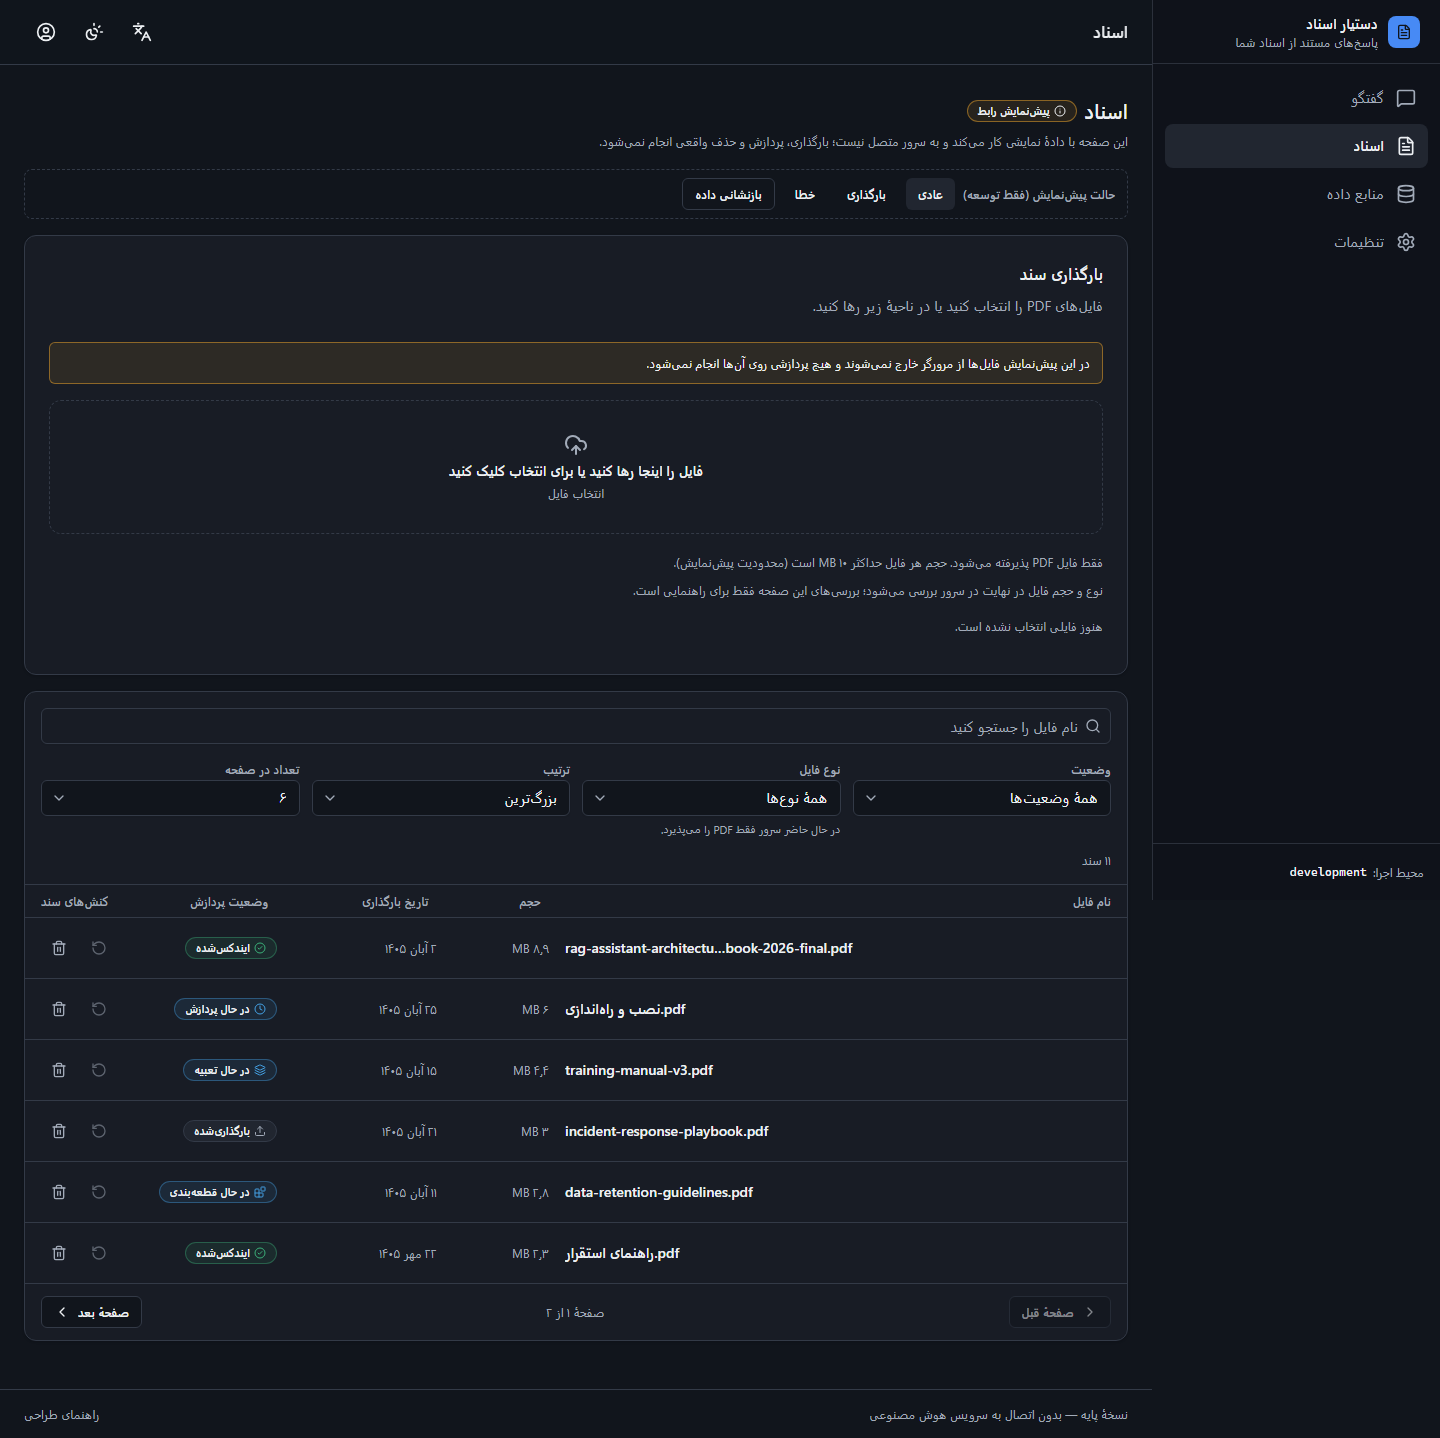 دستیار اسناد
پاسخ‌های مستند از اسناد شما
گفتگو
اسناد
منابع داده
تنظیمات
محیط اجرا: development
اسناد
اسناد
پیش‌نمایش رابط
این صفحه با دادهٔ نمایشی کار می‌کند و به سرور متصل نیست؛ بارگذاری، پردازش و حذف واقعی انجام نمی‌شود.
حالت پیش‌نمایش (فقط توسعه) عادی بارگذاری خطا بازنشانی داده
بارگذاری سند
فایل‌های PDF را انتخاب کنید یا در ناحیهٔ زیر رها کنید.
در این پیش‌نمایش فایل‌ها از مرورگر خارج نمی‌شوند و هیچ پردازشی روی آن‌ها انجام نمی‌شود.
فایل را اینجا رها کنید یا برای انتخاب کلیک کنید
انتخاب فایل
فقط فایل PDF پذیرفته می‌شود. حجم هر فایل حداکثر ۱۰ MB است (محدودیت پیش‌نمایش).
نوع و حجم فایل در نهایت در سرور بررسی می‌شود؛ بررسی‌های این صفحه فقط برای راهنمایی است.
هنوز فایلی انتخاب نشده است.
نام فایل را جستجو کنید
وضعیت نوع فایل ترتیب تعداد در صفحه
همهٔ وضعیت‌ها همهٔ نوع‌ها بزرگ‌ترین ۶
در حال حاضر سرور فقط PDF را می‌پذیرد.
۱۱ سند
نام فایل حجم تاریخ بارگذاری وضعیت پردازش کنش‌های سند
rag-assistant-architectu...book-2026-final.pdf ۸٫۹ MB ۲ آبان ۱۴۰۵ ایندکس‌شده
نصب و راه‌اندازی.pdf ۶ MB ۲۵ آبان ۱۴۰۵ در حال پردازش
training-manual-v3.pdf ۴٫۴ MB ۱۵ آبان ۱۴۰۵ در حال تعبیه
incident-response-playbook.pdf ۳ MB ۲۱ آبان ۱۴۰۵ بارگذاری‌شده
data-retention-guidelines.pdf ۲٫۸ MB ۱۱ آبان ۱۴۰۵ در حال قطعه‌بندی
راهنمای استقرار.pdf ۲٫۳ MB ۲۲ مهر ۱۴۰۵ ایندکس‌شده
صفحهٔ قبل صفحهٔ ۱ از ۲ صفحهٔ بعد
نسخهٔ پایه — بدون اتصال به سرویس هوش مصنوعی
راهنمای طراحی